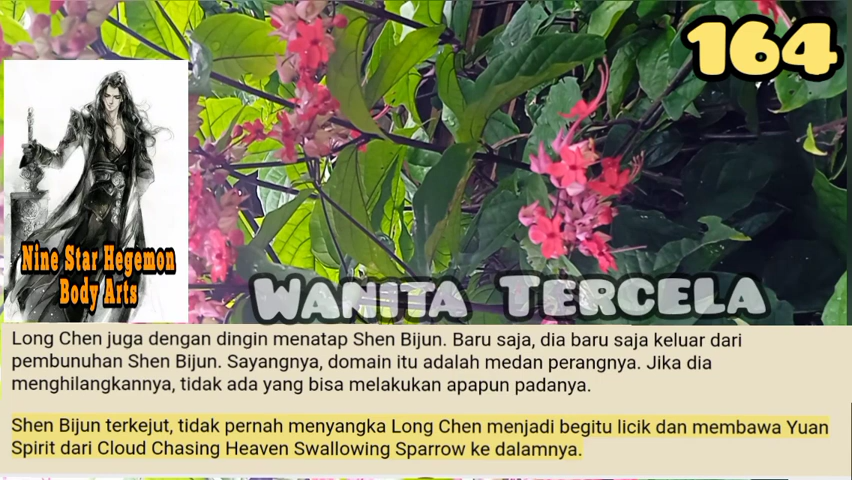 164
Nine Star Hegemon
Body Arts
WANITA TERCELA
Long Chen juga dengan dingin menatap Shen Bijun. Baru saja, dia baru saja keluar dari
pembunuhan Shen Bijun. Sayangnya, domain itu adalah medan perangnya. Jika dia
menghilangkannya, tidak ada yang bisa melakukan apapun padanya.
Shen Bijun terkejut, tidak pernah menyangka Long Chen menjadi begitu licik dan membawa Yuan
Spirit dari Cloud Chasing Heaven Swallowing Sparrow ke dalamnya.